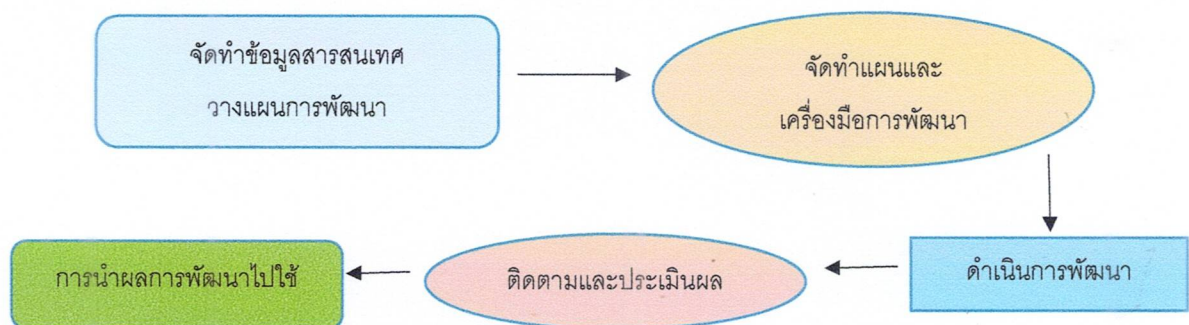 จัดทำข้อมูลสารสนเทศ
วางแผนการพัฒนา
จัดทำแผนและ
เครื่องมือการพัฒนา
ดำเนินการพัฒนา
ติดตามและประเมินผล
การนำผลการพัฒนาไปใช้